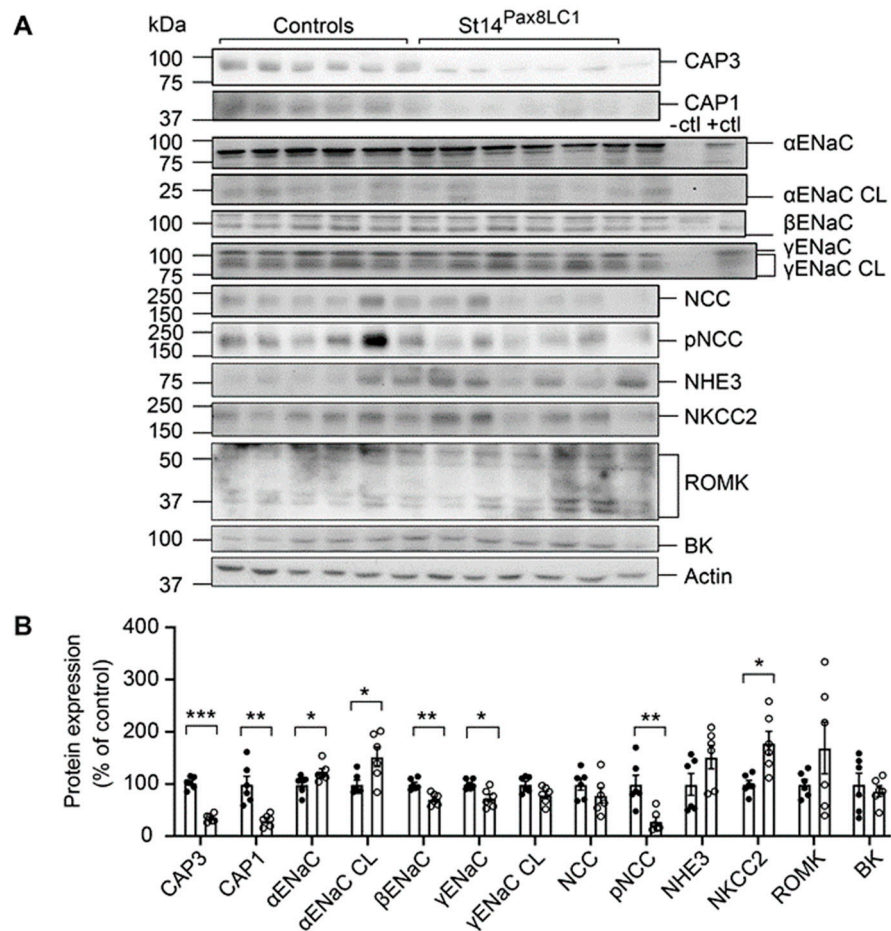 A
kDa
Controls
St14Pax8LC1
100
75
CAP3
37
CAP1
-ctl +ctl
100
75
αENaC
25
αENaC CL
100
βENaC
γENaC
100
75
γENaC CL
250
150
NCC
250
150
pNCC
75
NHE3
250
150
NKCC2
50
37
ROMK
100
BK
37
Actin
B
Protein expression
(% of control)
400
300
200
100
0
***
**
*
*
**
*
**
*
CAP3
CAP1
αENaC
αENaC CL
βENaC
γENaC
γENaC CL
NCC
pNCC
NHE3
NKCC2
ROMK
BK